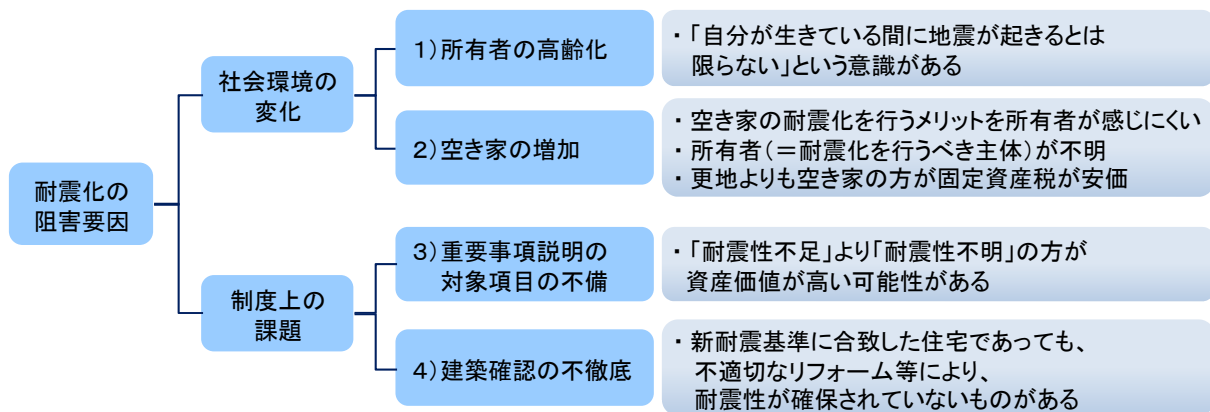 耐震化の
阻害要因
社会環境の
変化
1）所有者の高齢化
・「自分が生きている間に地震が起きるとは
限らない」という意識がある
2）空き家の増加
・空き家の耐震化を行うメリットを所有者が感じにくい
・所有者（＝耐震化を行うべき主体）が不明
・更地よりも空き家の方が固定資産税が安価
制度上の
課題
3）重要事項説明の
対象項目の不備
・「耐震性不足」より「耐震性不明」の方が
資産価値が高い可能性がある
4）建築確認の不徹底
・新耐震基準に合致した住宅であっても、
不適切なリフォーム等により、
耐震性が確保されていないものがある